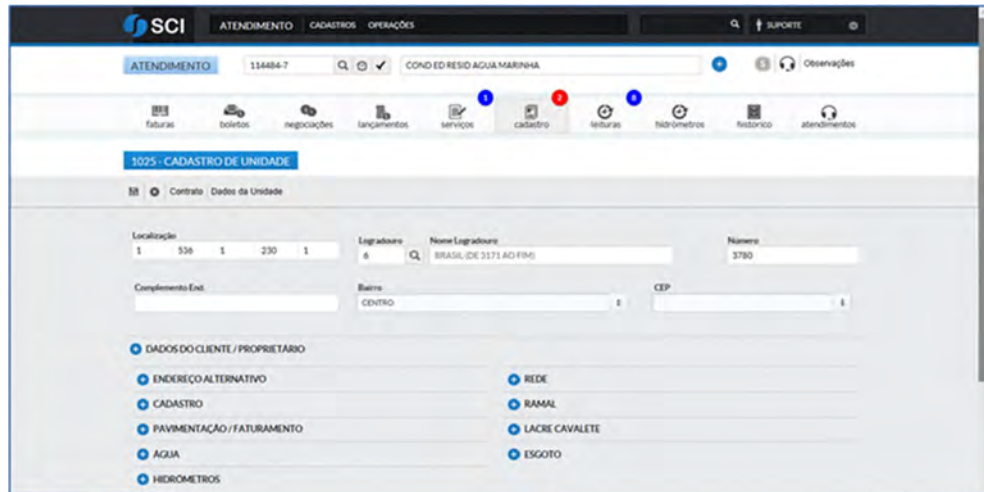 SCI ATENDIMENTO CADASTROS OPERAÇÕES SUPORTE
ATENDIMENTO 114484-7 COND ED RESID AGUA MARINHA S Observações
1 2 8
faturas boletos negociações lançamentos serviços cadastro leituras hidrômetros histórico atendimentos
1025 - CADASTRO DE UNIDADE
Contrato Dados da Unidade
Localização Logradouro Nome Logradouro Número
1 536 1 230 1 6 BRASIL (DE 3171 AO FIM) 3780
Complemento End. Bairro CEP
CENTRO
DADOS DO CLIENTE / PROPRIETÁRIO
ENDEREÇO ALTERNATIVO REDE
CADASTRO RAMAL
PAVIMENTAÇÃO / FATURAMENTO LACRE CAVALETE
ÁGUA ESGOTO
HIDRÔMETROS